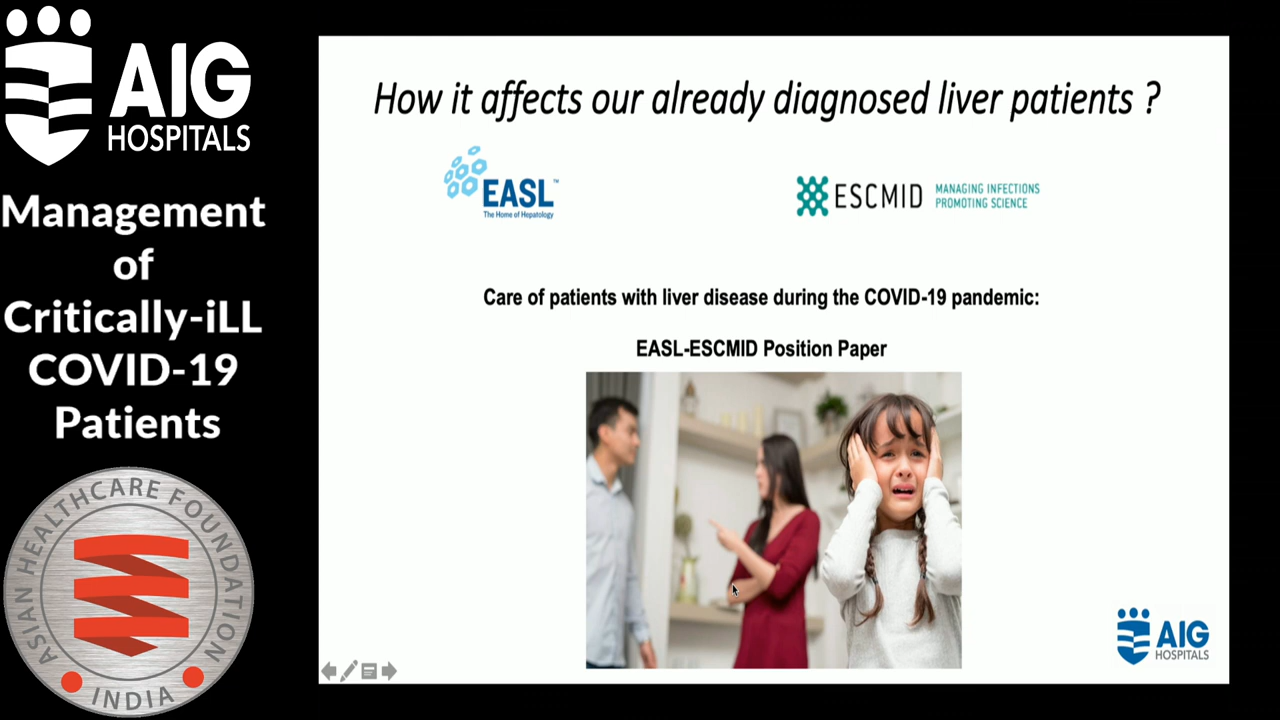 AIG
HOSPITALS
Management
of
Critically-iLL
COVID-19
Patients
ASIAN HEALTHCARE FOUNDATION
INDIA
How it affects our already diagnosed liver patients ?
EASL™
The Home of Hepatology
ESCMID
MANAGING INFECTIONS
PROMOTING SCIENCE
Care of patients with liver disease during the COVID-19 pandemic:
EASL-ESCMID Position Paper
AIG
HOSPITALS